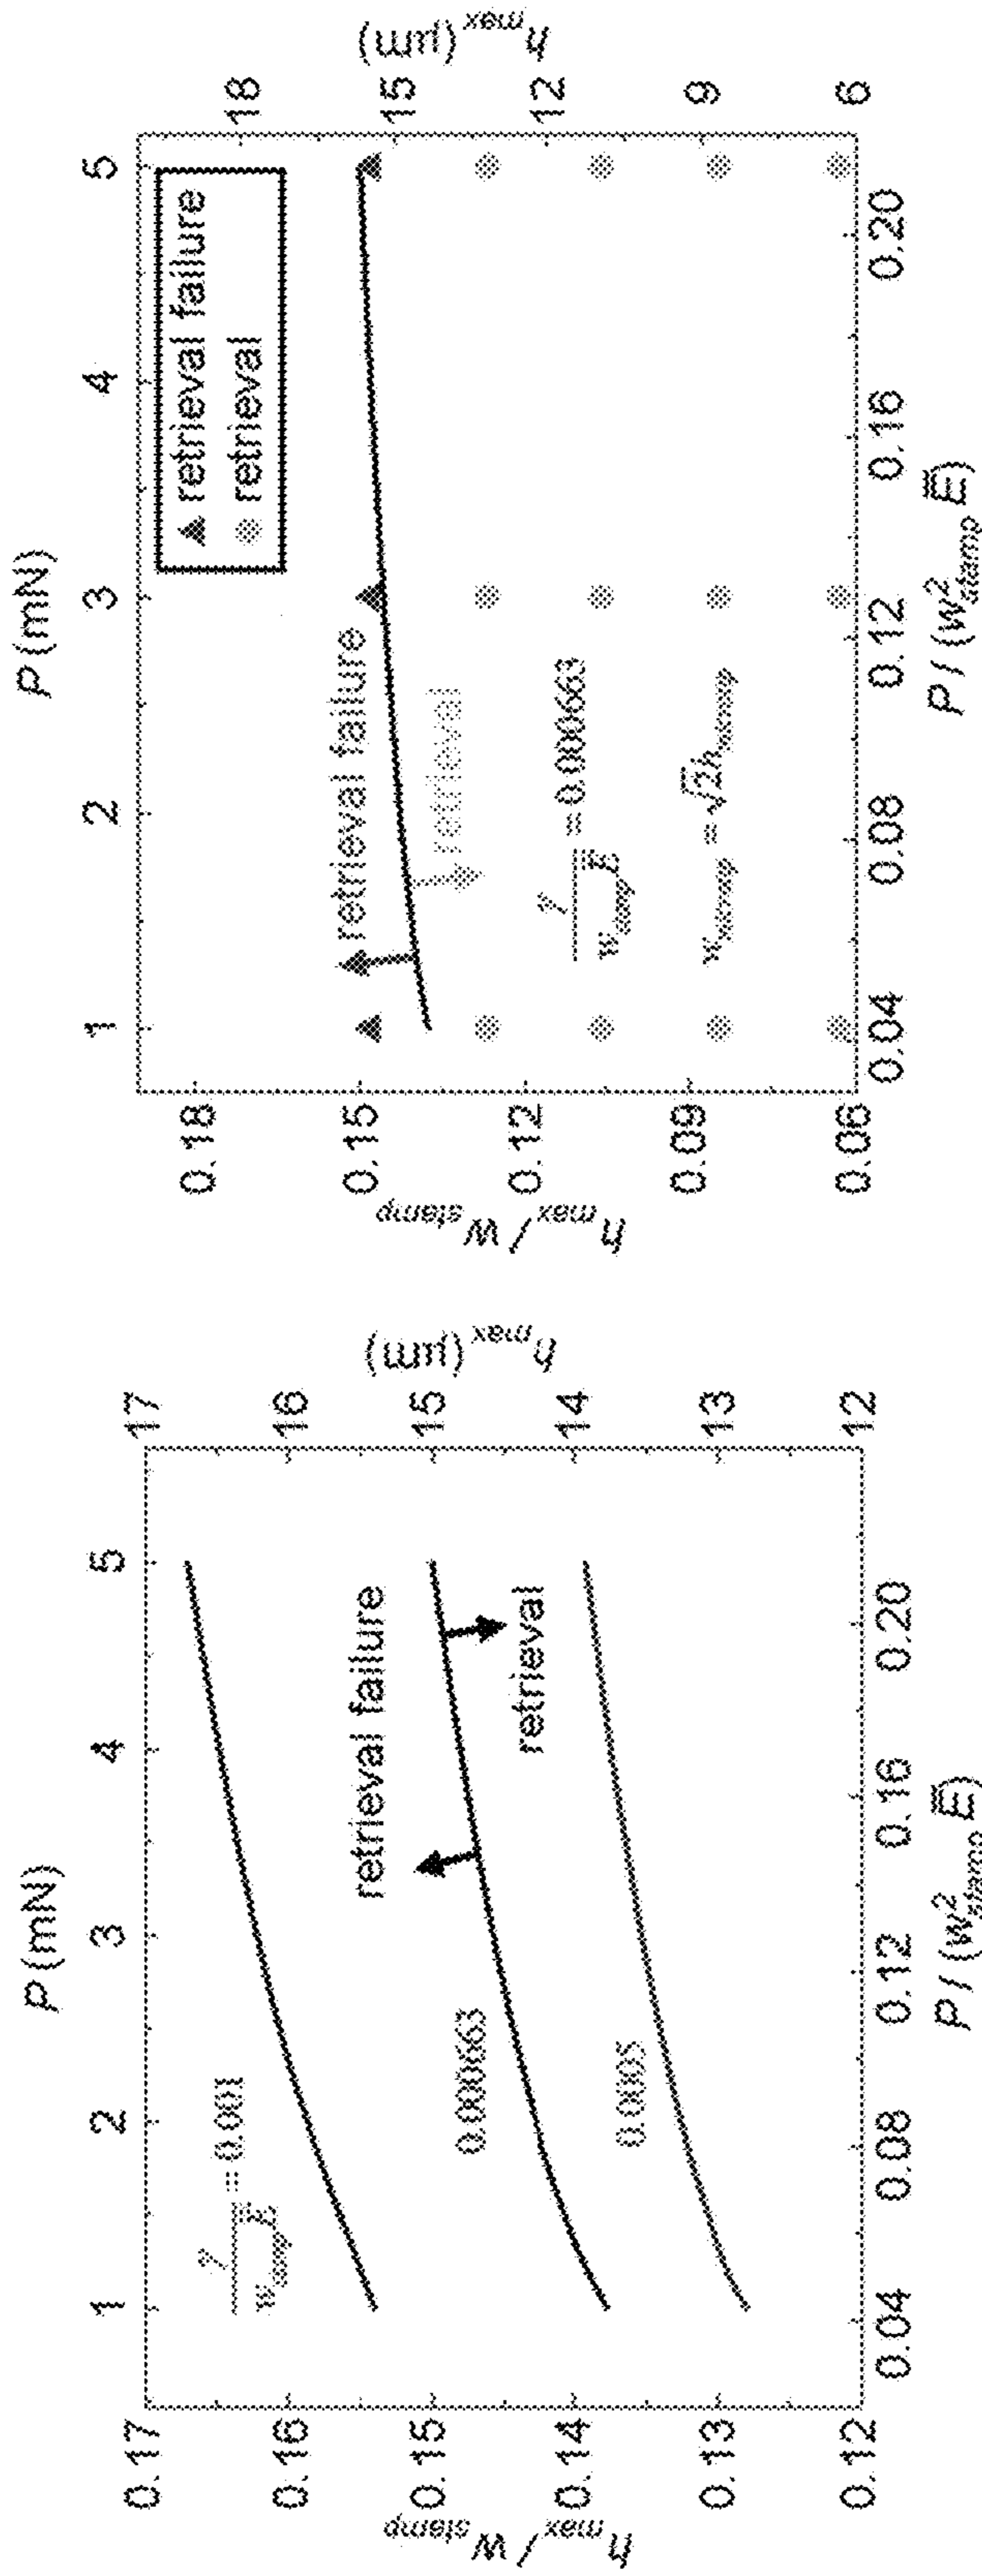 P (mN)
1 2 3 4 5
γ / w_stamp E̿ = 0.001
0.000663
0.0005
retrieval failure
retrieval
0.17
0.16
0.15
0.14
0.13
0.12
h_max / w_stamp
17
16
15
14
13
12
h_max (μm)
0.04 0.08 0.12 0.16 0.20
P / (w²_stamp E̿)
P (mN)
1 2 3 4 5
▲ retrieval failure
● retrieval
retrieval failure
retrieval
γ / w_stamp E̿ = 0.000663
= √2h
0.18
0.15
0.12
0.09
0.06
h_max / w_stamp
18
15
12
9
6
h_max (μm)
0.04 0.08 0.12 0.16 0.20
P / (w²_stamp E̿)